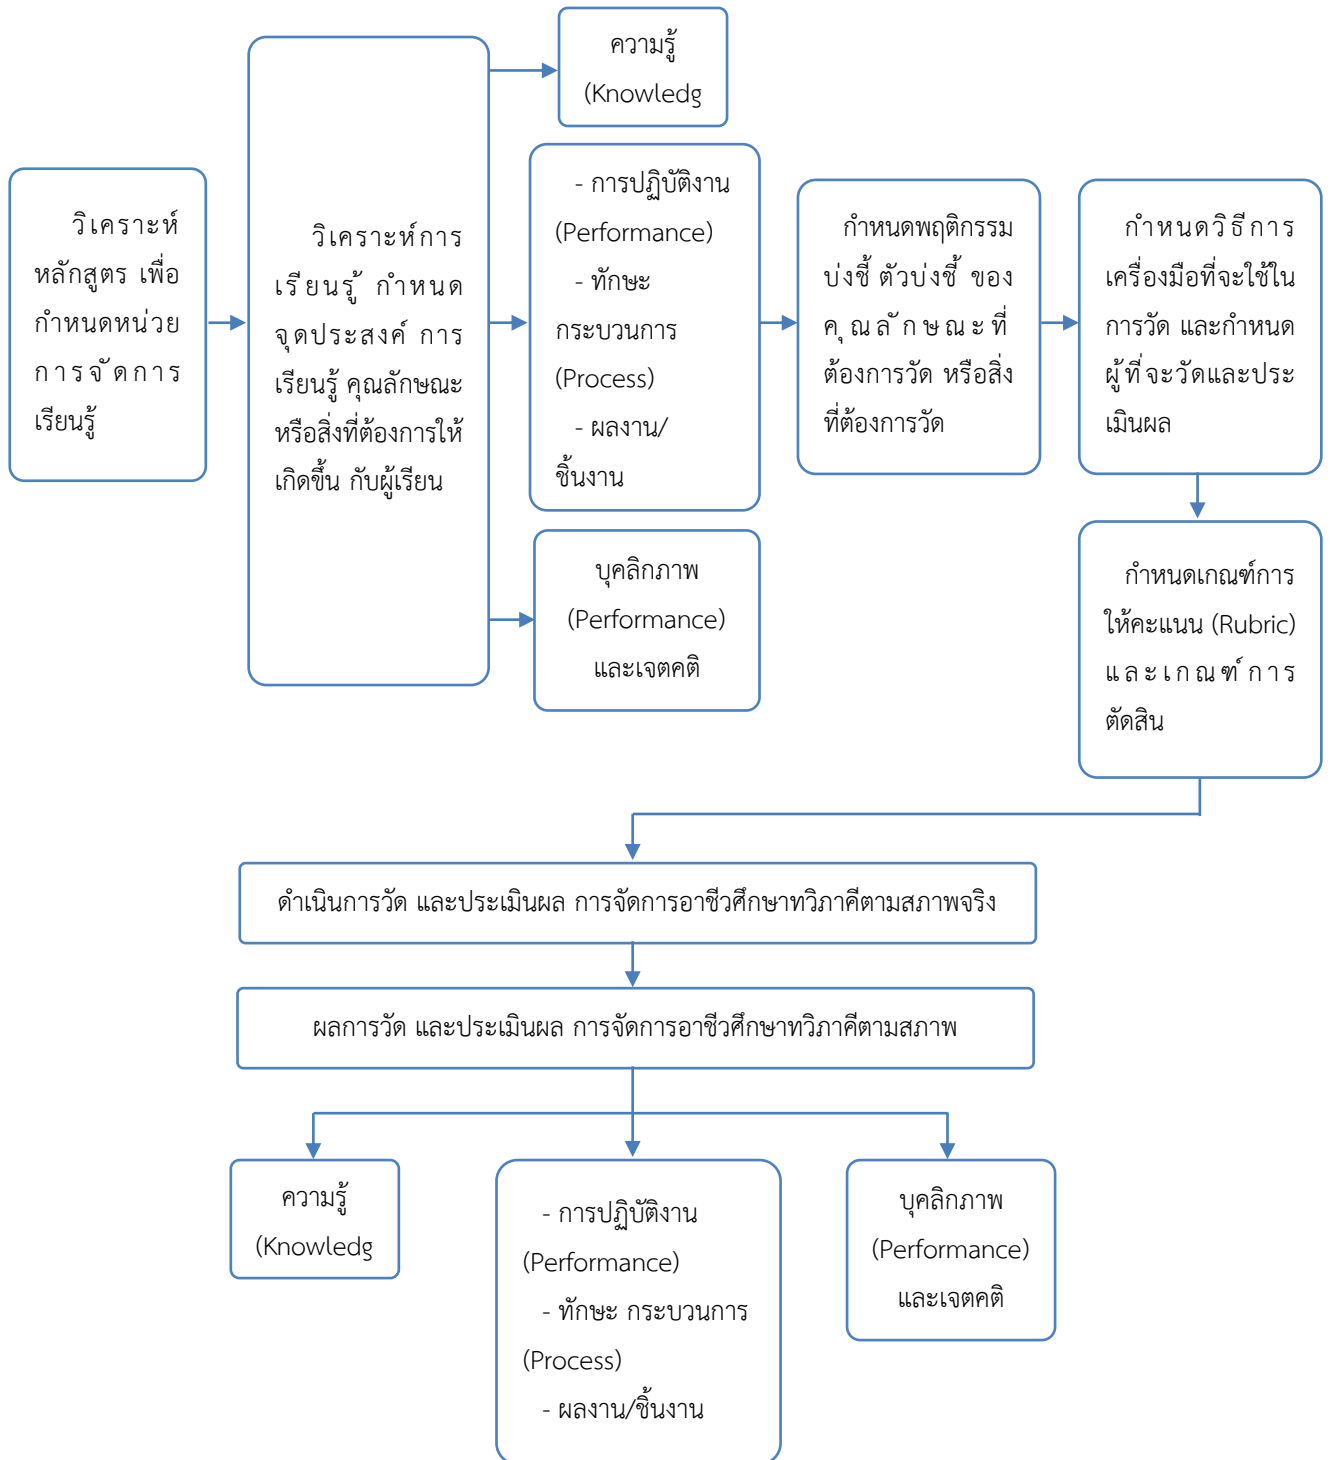 วิเคราะห์
หลักสูตร เพื่อ
กำหนดหน่วย
การจัดการ
เรียนรู้
วิเคราะห์การ
เรียนรู้ กำหนด
จุดประสงค์ การ
เรียนรู้ คุณลักษณะ
หรือสิ่งที่ต้องการให้
เกิดขึ้น กับผู้เรียน
ความรู้
(Knowledg
- การปฏิบัติงาน
(Performance)
- ทักษะ
กระบวนการ
(Process)
- ผลงาน/
ชิ้นงาน
บุคลิกภาพ
(Performance)
และเจตคติ
กำหนดพฤติกรรม
บ่งชี้ ตัวบ่งชี้ ของ
คุณลักษณะที่
ต้องการวัด หรือสิ่ง
ที่ต้องการวัด
กำหนดวิธีการ
เครื่องมือที่จะใช้ใน
การวัด และกำหนด
ผู้ที่จะวัดและประ
เมินผล
กำหนดเกณฑ์การ
ให้คะแนน (Rubric)
และเกณฑ์การ
ตัดสิน
ดำเนินการวัด และประเมินผล การจัดการอาชีวศึกษาทวิภาคีตามสภาพจริง
ผลการวัด และประเมินผล การจัดการอาชีวศึกษาทวิภาคีตามสภาพ
ความรู้
(Knowledg
- การปฏิบัติงาน
(Performance)
- ทักษะ กระบวนการ
(Process)
- ผลงาน/ชิ้นงาน
บุคลิกภาพ
(Performance)
และเจตคติ